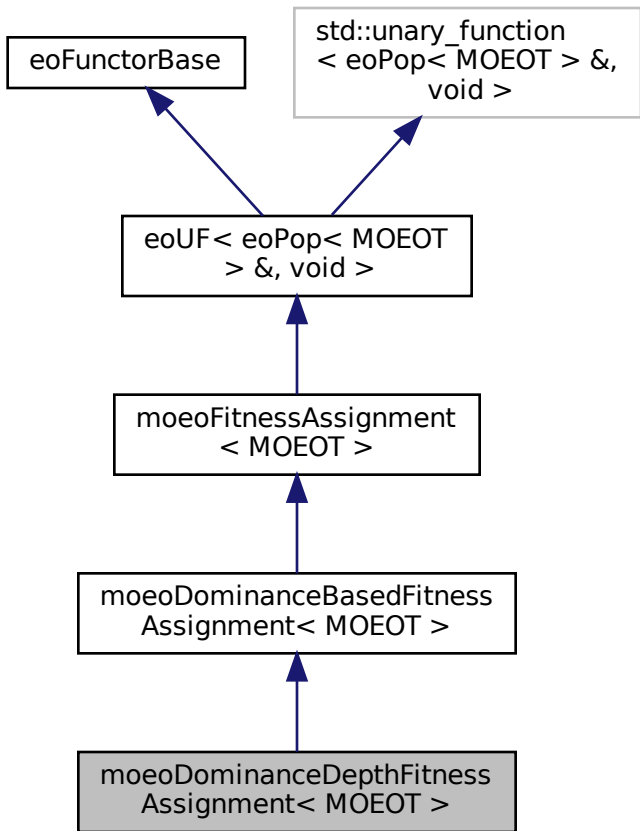 eoFunctorBase
std::unary_function
< eoPop< MOEOT > &,
void >
eoUF< eoPop< MOEOT
> &, void >
moeoFitnessAssignment
< MOEOT >
moeoDominanceBasedFitness
Assignment< MOEOT >
moeoDominanceDepthFitness
Assignment< MOEOT >